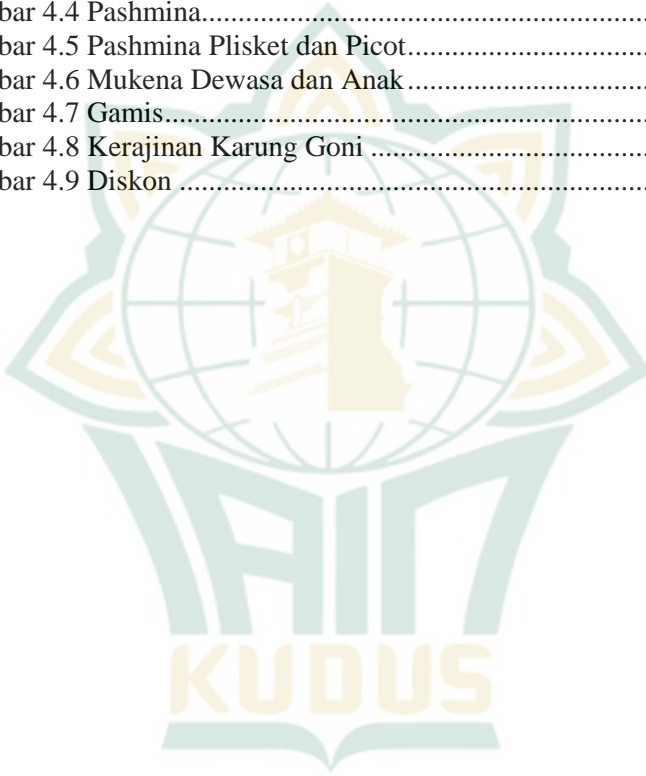 bar 4.4 Pashmina..............................................................
bar 4.5 Pashmina Plisket dan Picot.................................
bar 4.6 Mukena Dewasa dan Anak.................................
bar 4.7 Gamis...................................................................
bar 4.8 Kerajinan Karung Goni ......................................
bar 4.9 Diskon .................................................................
IAIN
KUDUS